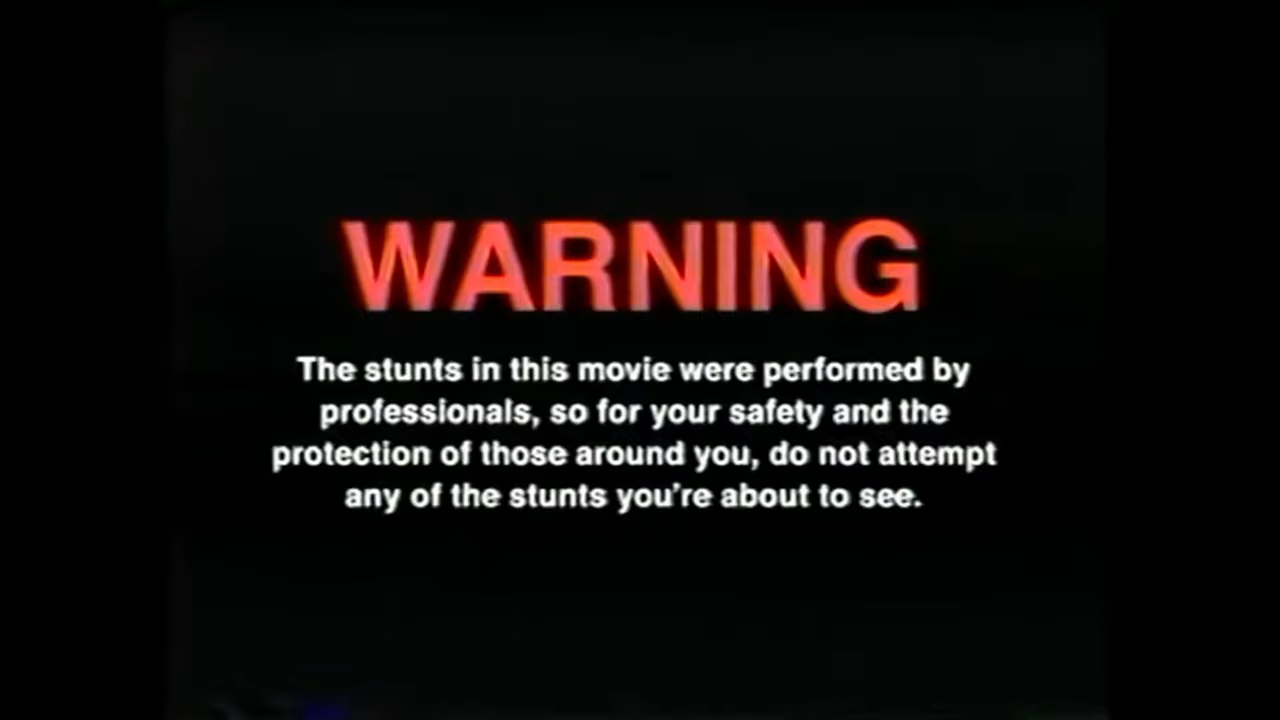 WARNING
The stunts in this movie were performed by
professionals, so for your safety and the
protection of those around you, do not attempt
any of the stunts you're about to see.